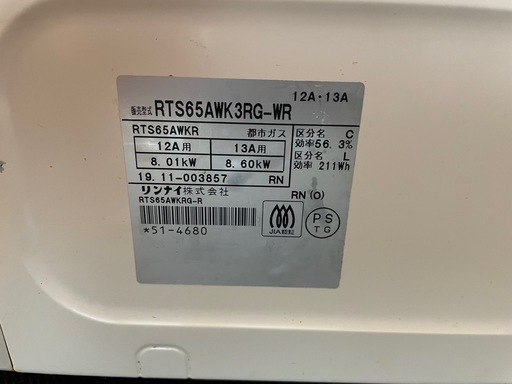 12A・13A
販売型式 RTS65AWK3RG-WR
RTS65AWKR 都市ガス
12A用 13A用
8.01kW 8.60kW
区分名 C
効率56.3%
区分名 L
効率 211Wh
19.11-003857 RN
リンナイ株式会社
RTS65AWKRG-R
RN (O)
*51-4680
JIA認証
PS
TG